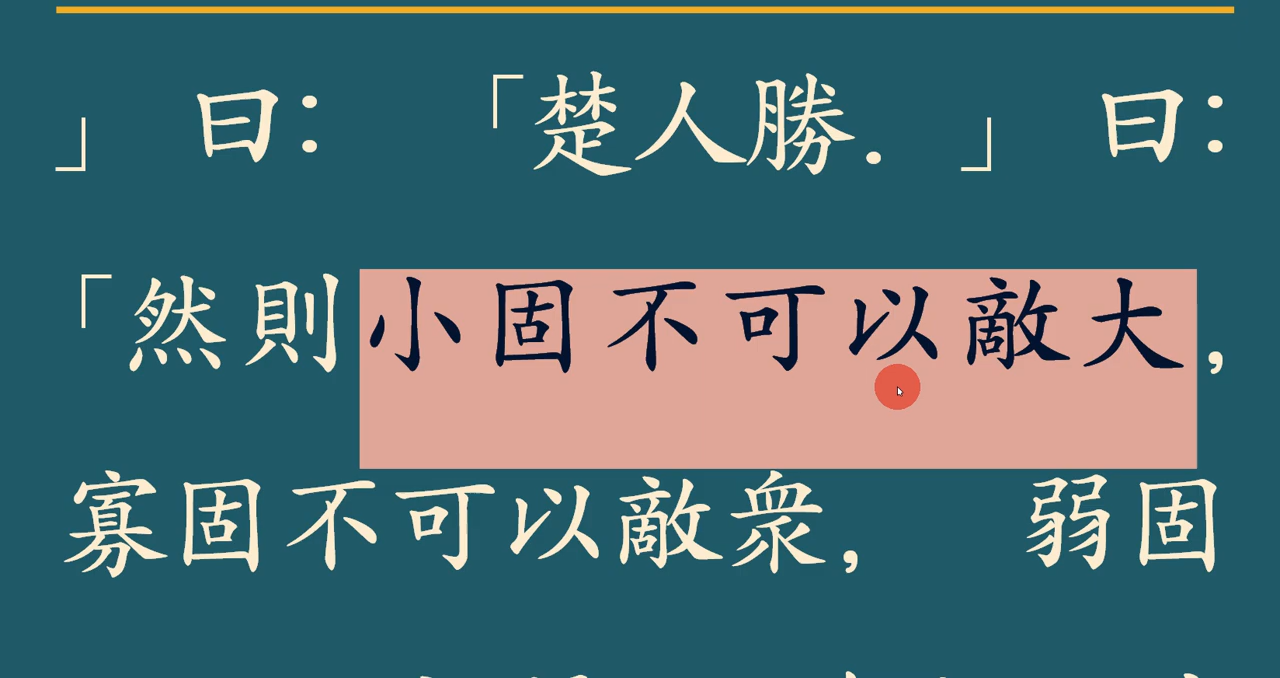 」 曰： 「楚人勝．」 曰：
「然則小固不可以敵大，
寡固不可以敵衆， 弱固